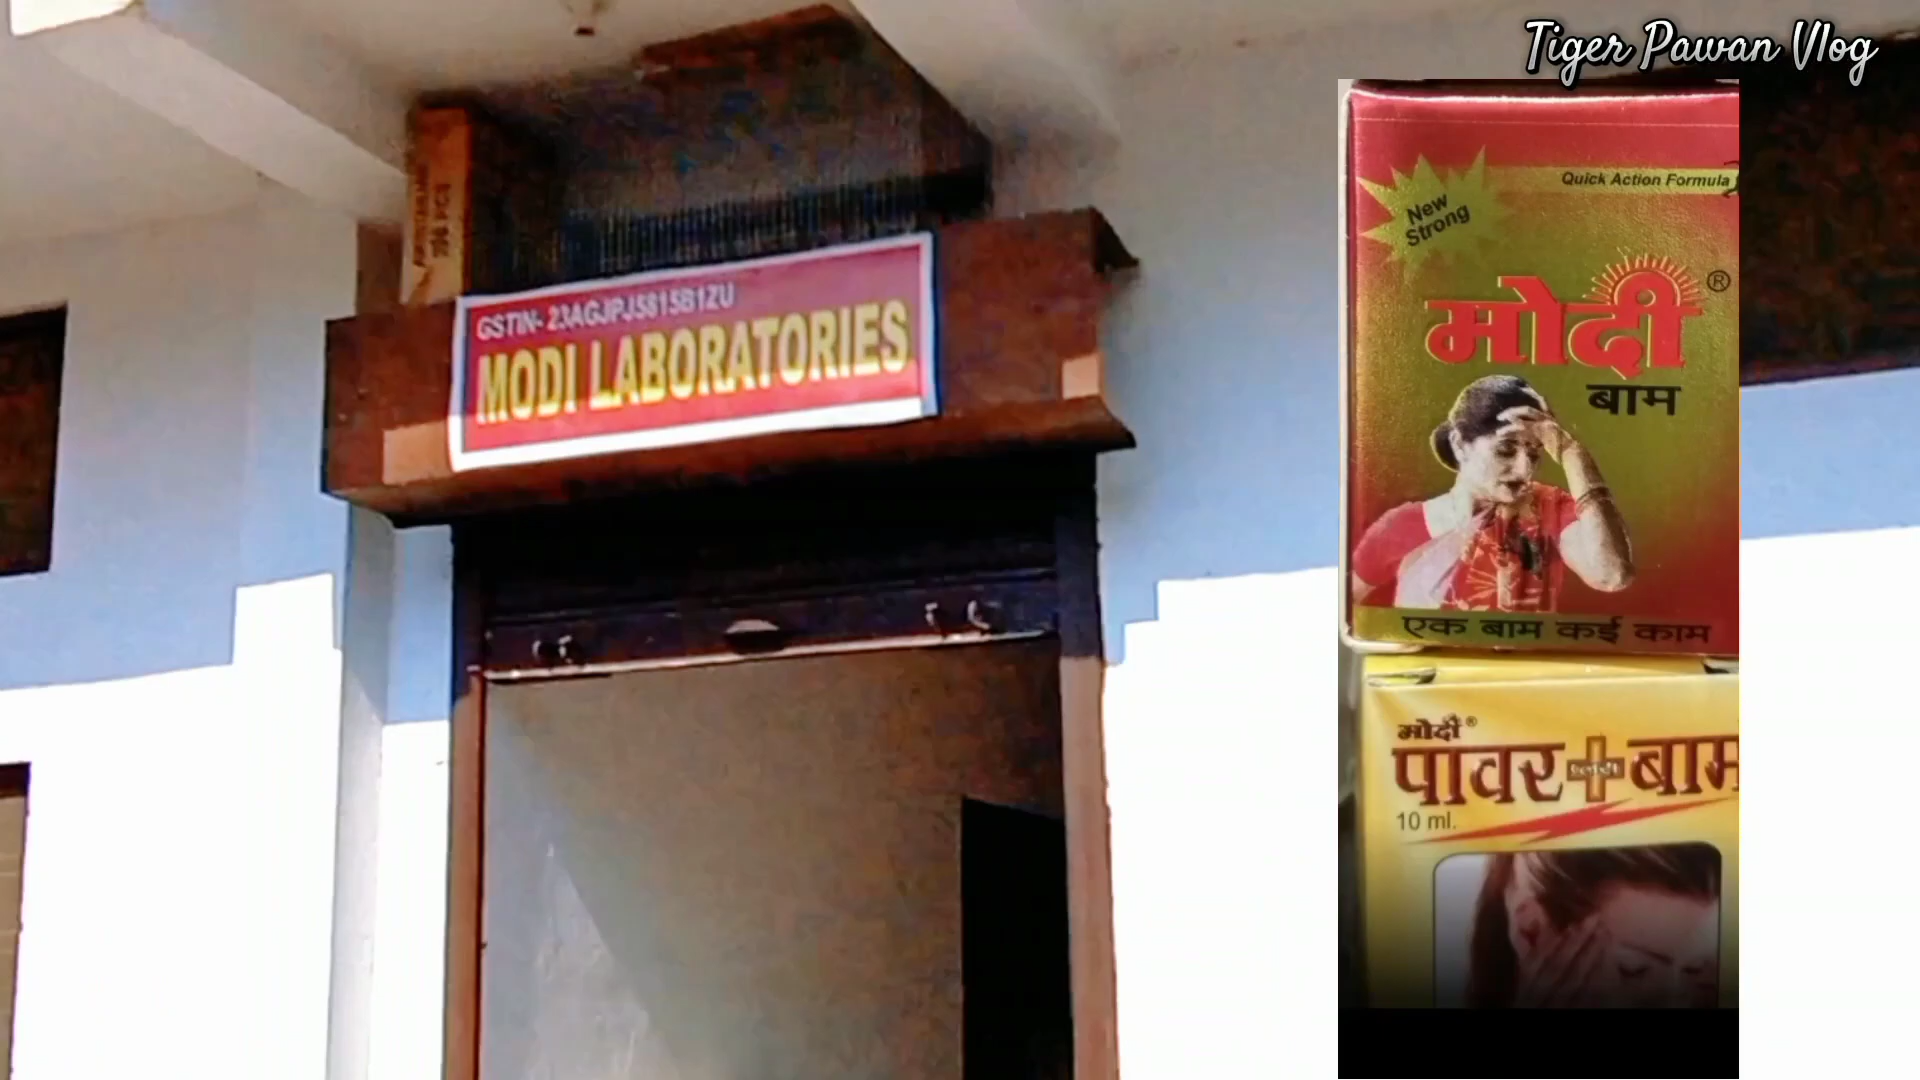 Tiger Pawan Vlog
GSTIN- 23AGJPJ5815B1ZU
MODI LABORATORIES
Quick Action Formula
New
Strong
मोदी ®
बाम
एक बाम कई काम
मोदी ®
पावर + बाम
10 ml.